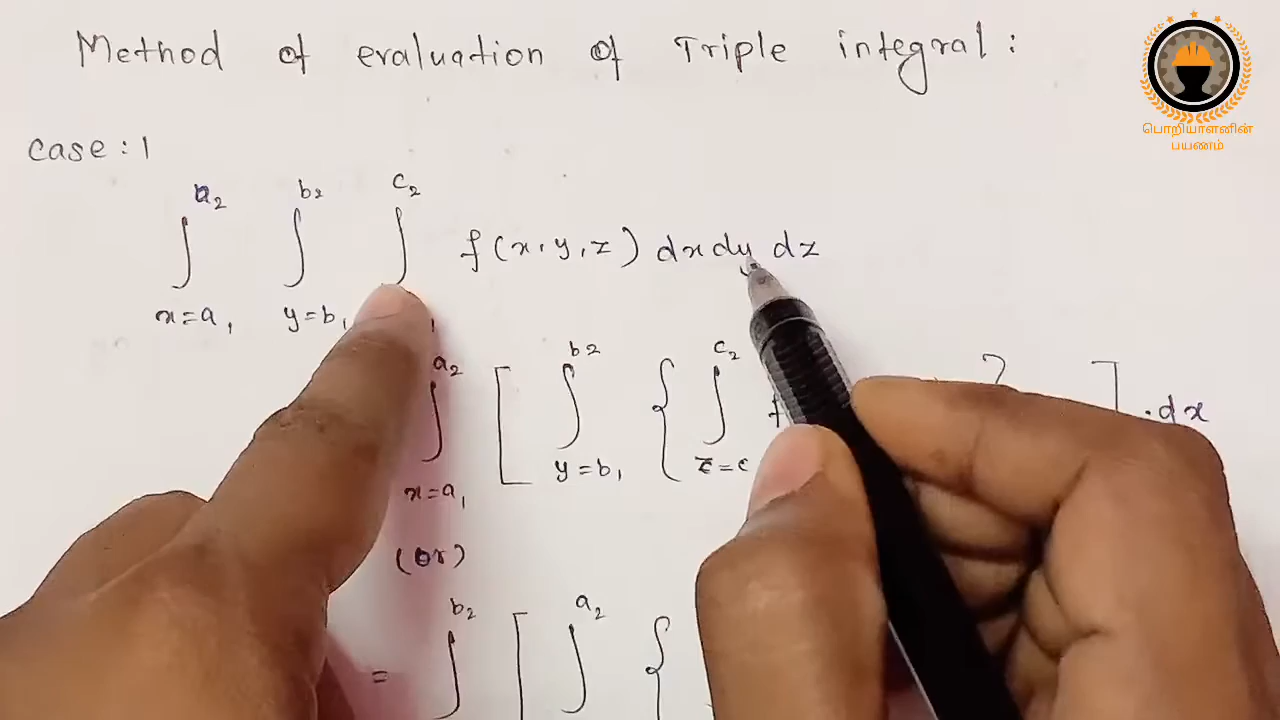 Method of evaluation of Triple integral :
பொறியாளனின்
பயணம்
case : 1
a₂ b₂ c₂
∫ ∫ ∫ f(x, y, z) dx dy dz
x=a₁ y=b₁
a₂ b₂ c₂
∫ [ ∫ { ∫ f ] . dx
x=a₁ y=b₁ z=c
(or)
b₂ a₂
= ∫ [ ∫ {